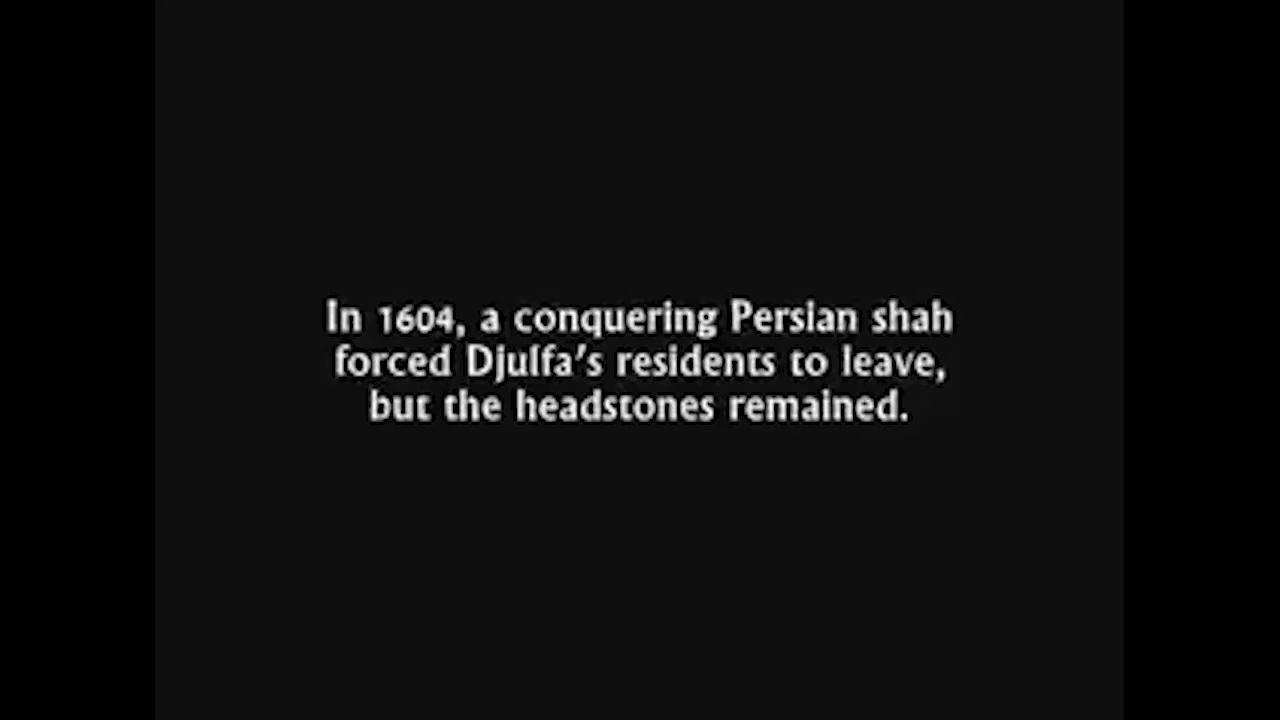 In 1604, a conquering Persian shah
forced Djulfa's residents to leave,
but the headstones remained.